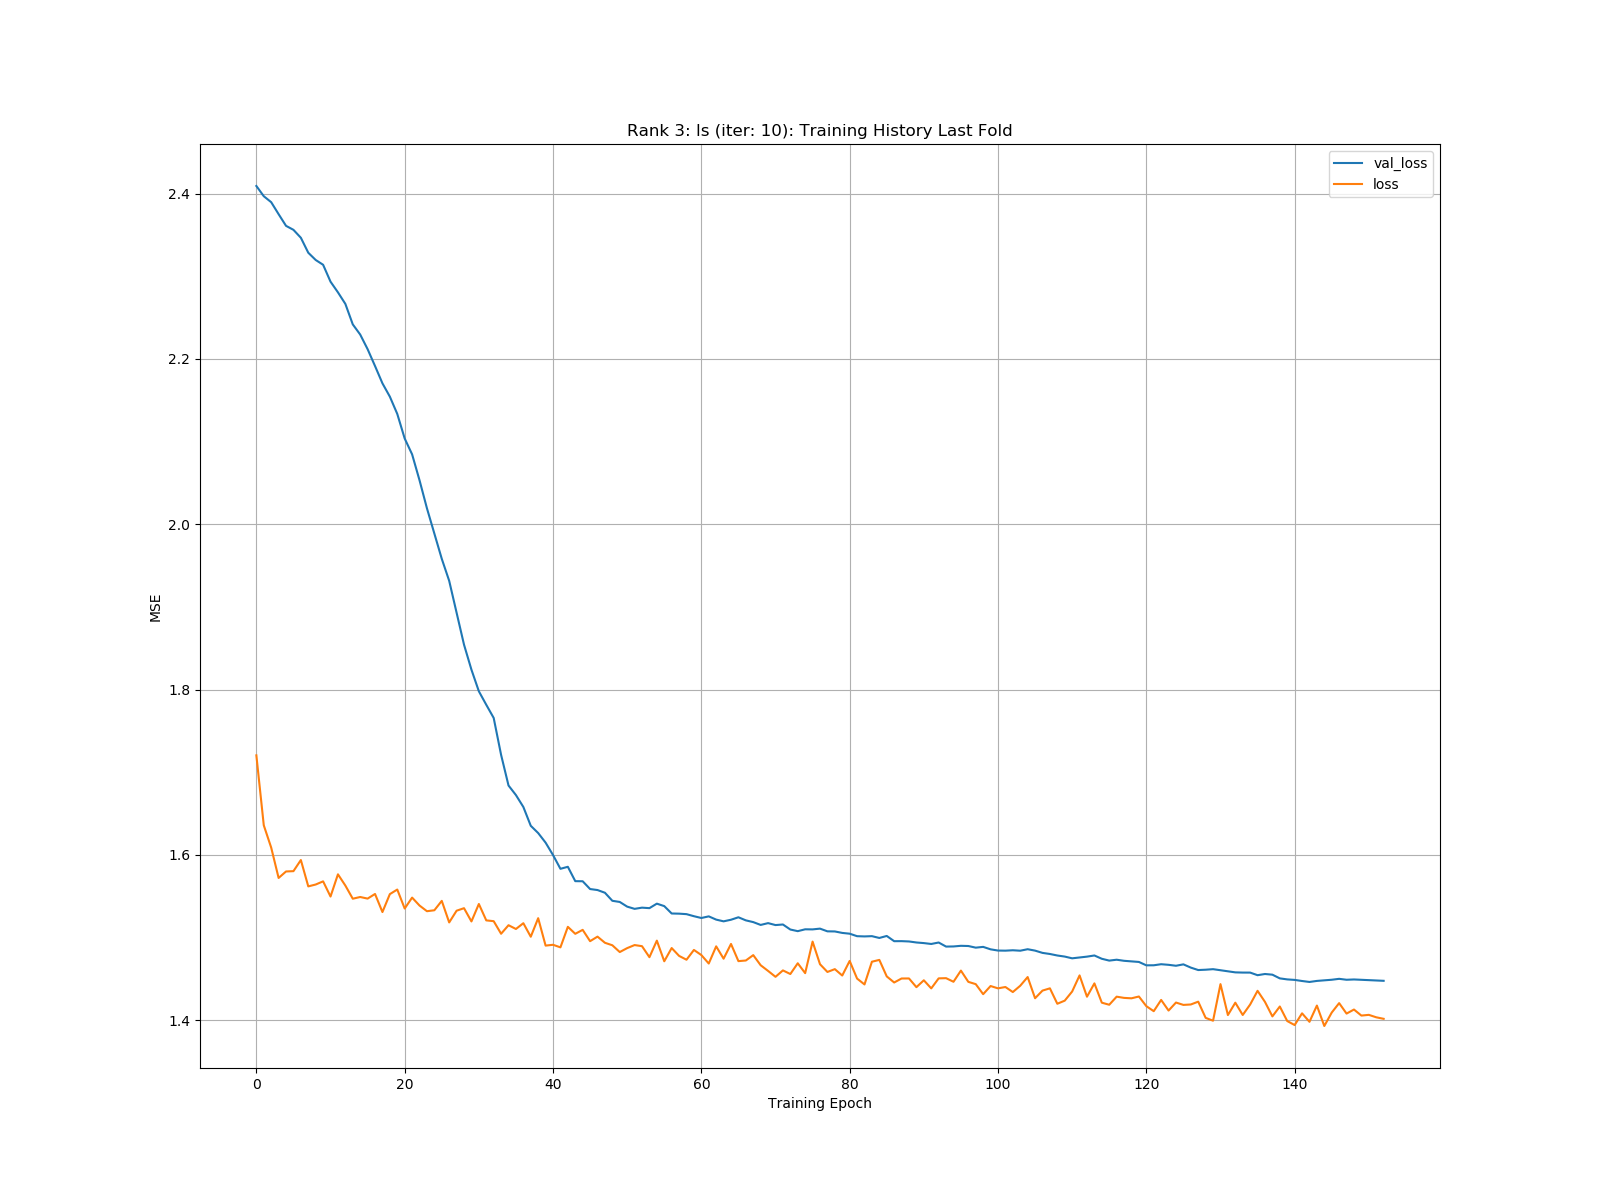 Rank 3: ls (iter: 10): Training History Last Fold
val_loss
loss
2.4
2.2
2.0
1.8
1.6
1.4
MSE
0 20 40 60 80 100 120 140
Training Epoch